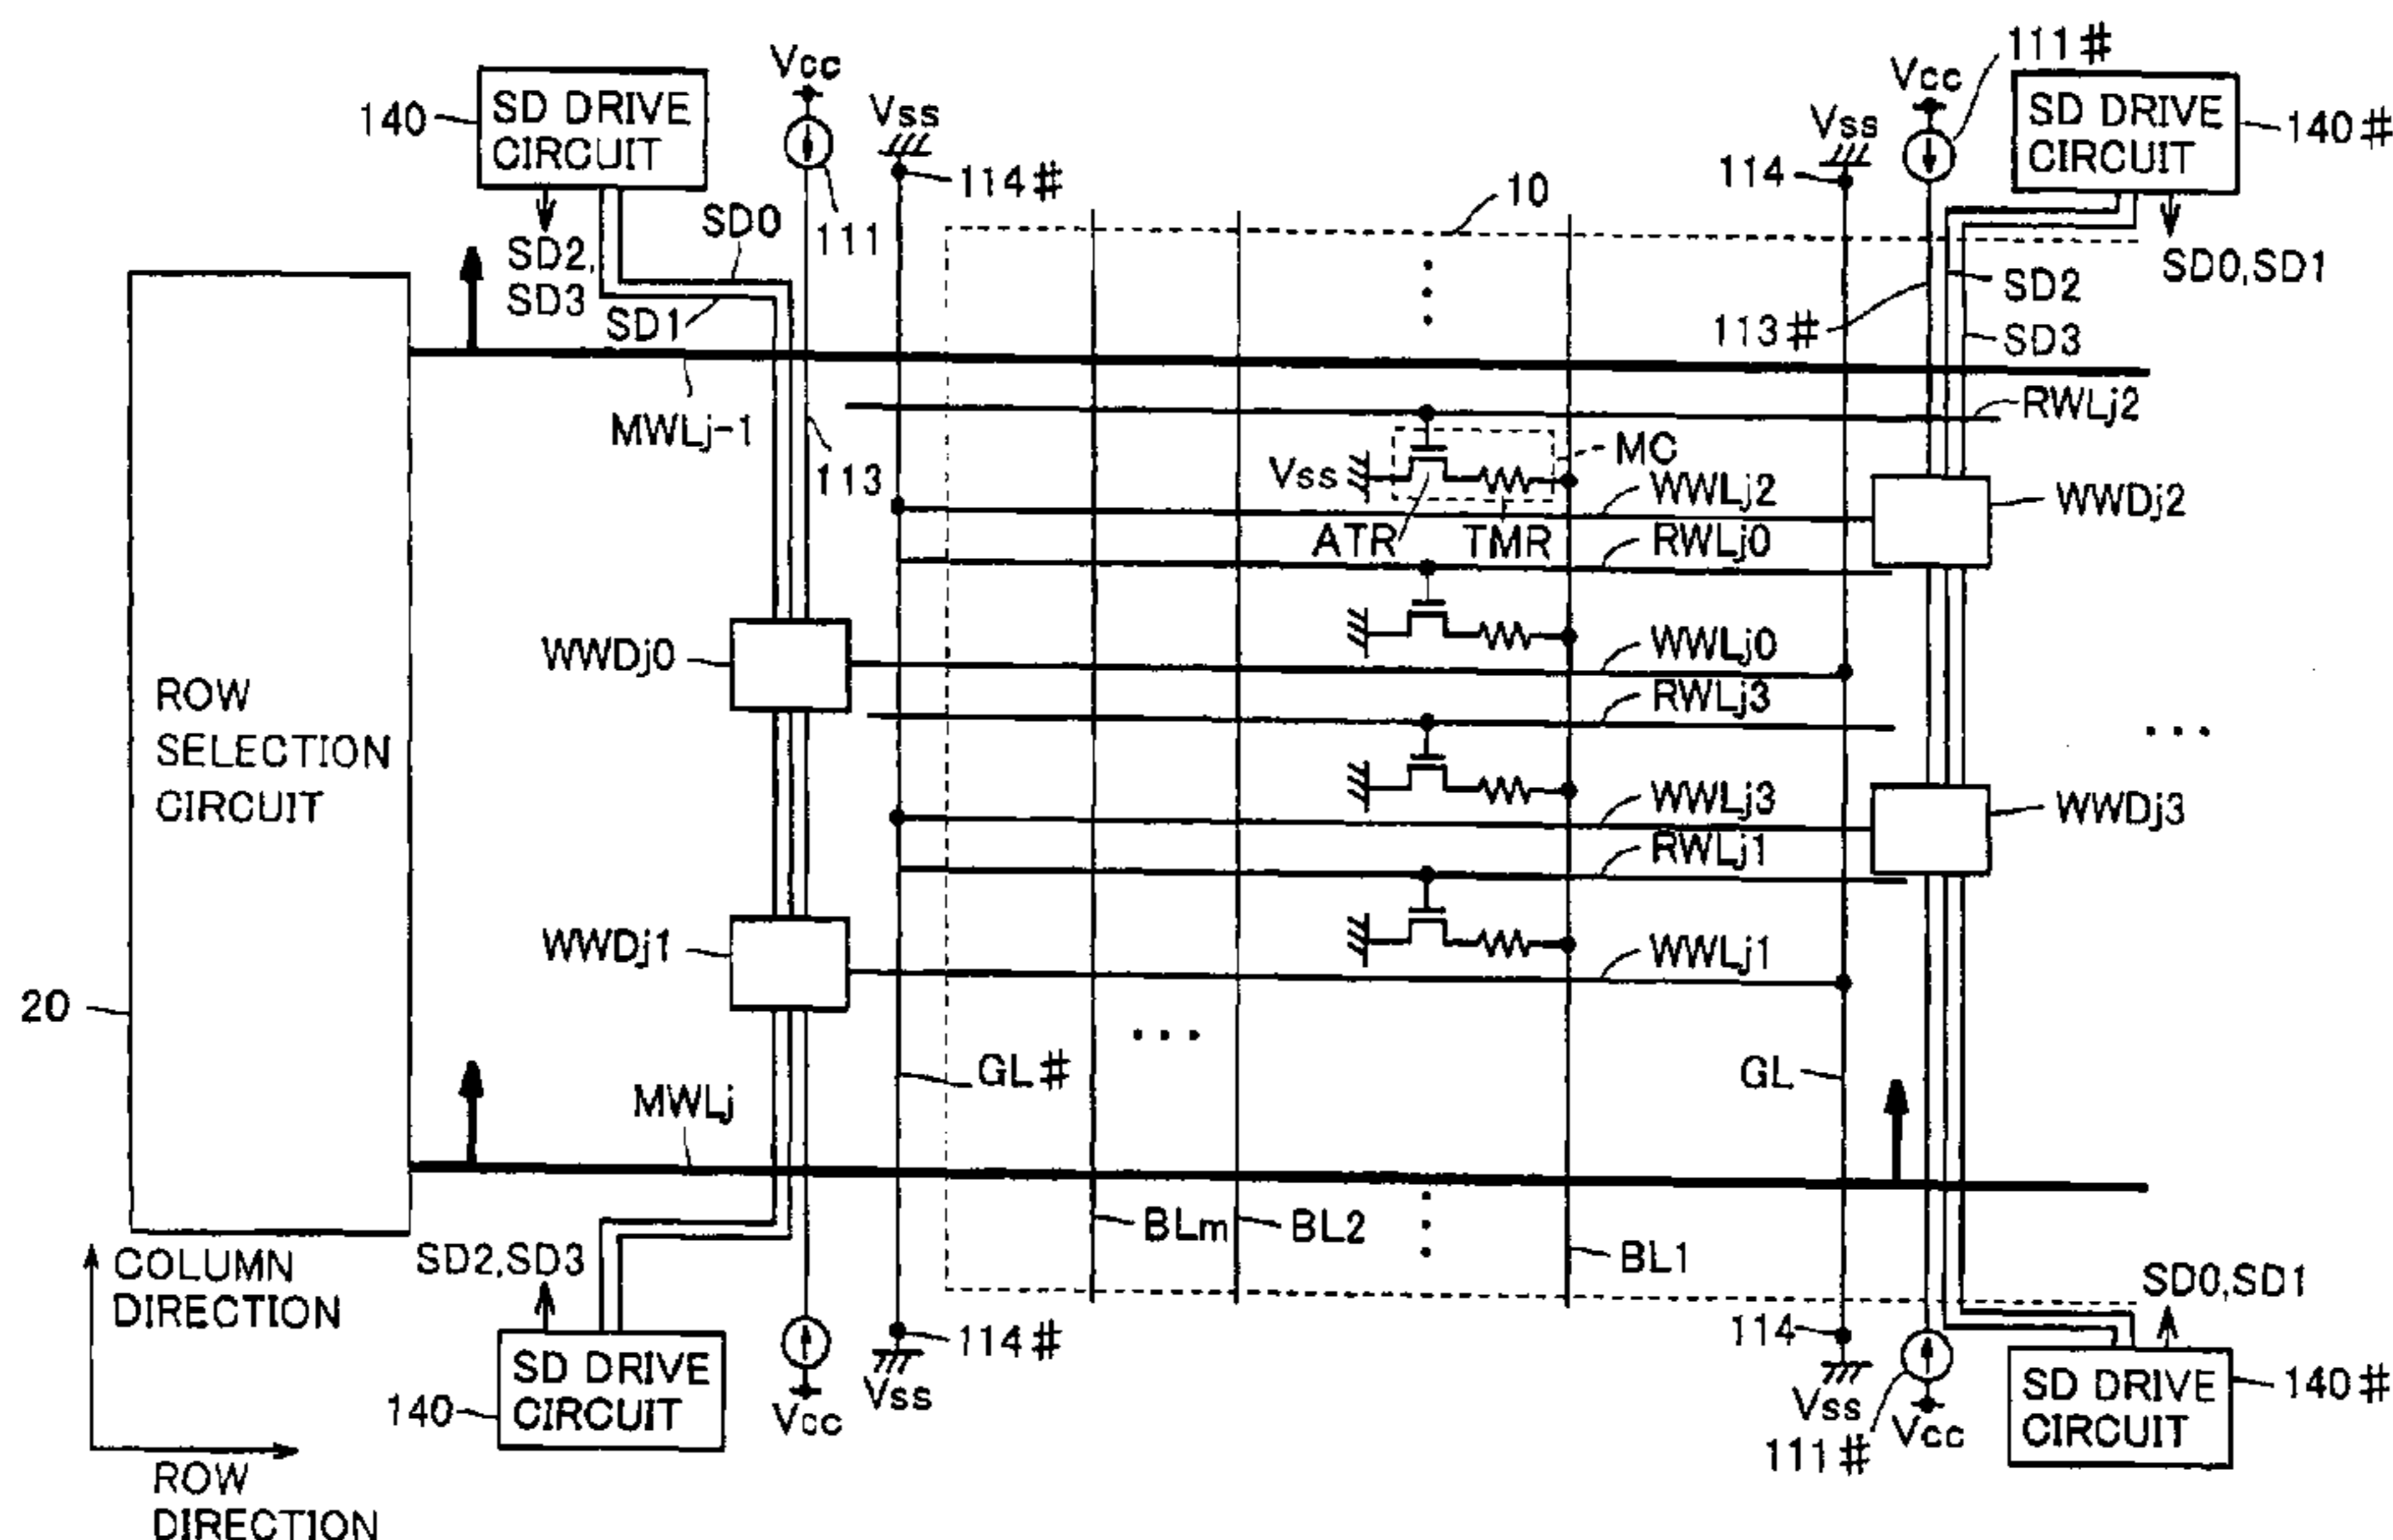 111#
Vcc
Vcc
SD DRIVE
CIRCUIT
140
Vss
Vss
SD DRIVE
CIRCUIT
140#
114#
10
114
SD0
111
SD2,
SD3
SD0,SD1
SD2
SD1
113#
SD3
MWLj-1
RWLj2
113
Vss
MC
WWLj2
WWDj2
ATR
TMR
RWLj0
WWDj0
WWLj0
RWLj3
ROW
SELECTION
CIRCUIT
WWLj3
WWDj3
RWLj1
WWDj1
WWLj1
20
GL#
GL
MWLj
BLm
BL2
BL1
SD2,SD3
COLUMN
DIRECTION
SD0,SD1
114#
114
SD DRIVE
CIRCUIT
140
Vcc
Vss
Vss
111#
Vcc
SD DRIVE
CIRCUIT
140#
ROW
DIRECTION